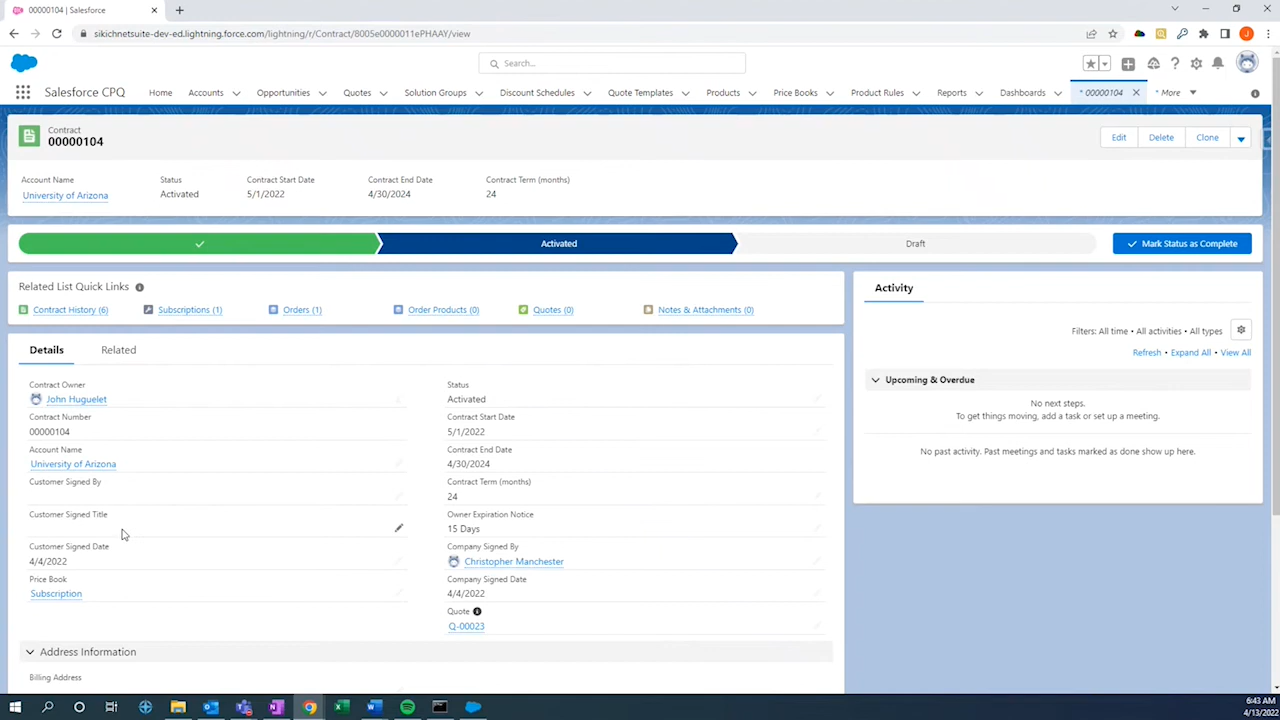 00000104 | Salesforce
sikichnetsuite-dev-ed.lightning.force.com/lightning/r/Contract/8005e0000011ePHAAY/view
Search...
Salesforce CPQ Home Accounts Opportunities Quotes Solution Groups Discount Schedules Quote Templates Products Price Books Product Rules Reports Dashboards * 00000104 * More
Contract
00000104
Edit Delete Clone
Account Name Status Contract Start Date Contract End Date Contract Term (months)
University of Arizona Activated 5/1/2022 4/30/2024 24
Activated Draft Mark Status as Complete
Related List Quick Links
Contract History (6) Subscriptions (1) Orders (1) Order Products (0) Quotes (0) Notes & Attachments (0)
Details Related
Contract Owner
John Huguelet
Contract Number
00000104
Account Name
University of Arizona
Customer Signed By
Customer Signed Title
Customer Signed Date
4/4/2022
Price Book
Subscription
Status
Activated
Contract Start Date
5/1/2022
Contract End Date
4/30/2024
Contract Term (months)
24
Owner Expiration Notice
15 Days
Company Signed By
Christopher Manchester
Company Signed Date
4/4/2022
Quote
Q-00023
Address Information
Billing Address
Activity
Filters: All time • All activities • All types
Refresh • Expand All • View All
Upcoming & Overdue
No next steps.
To get things moving, add a task or set up a meeting.
No past activity. Past meetings and tasks marked as done show up here.
6:43 AM
4/13/2022